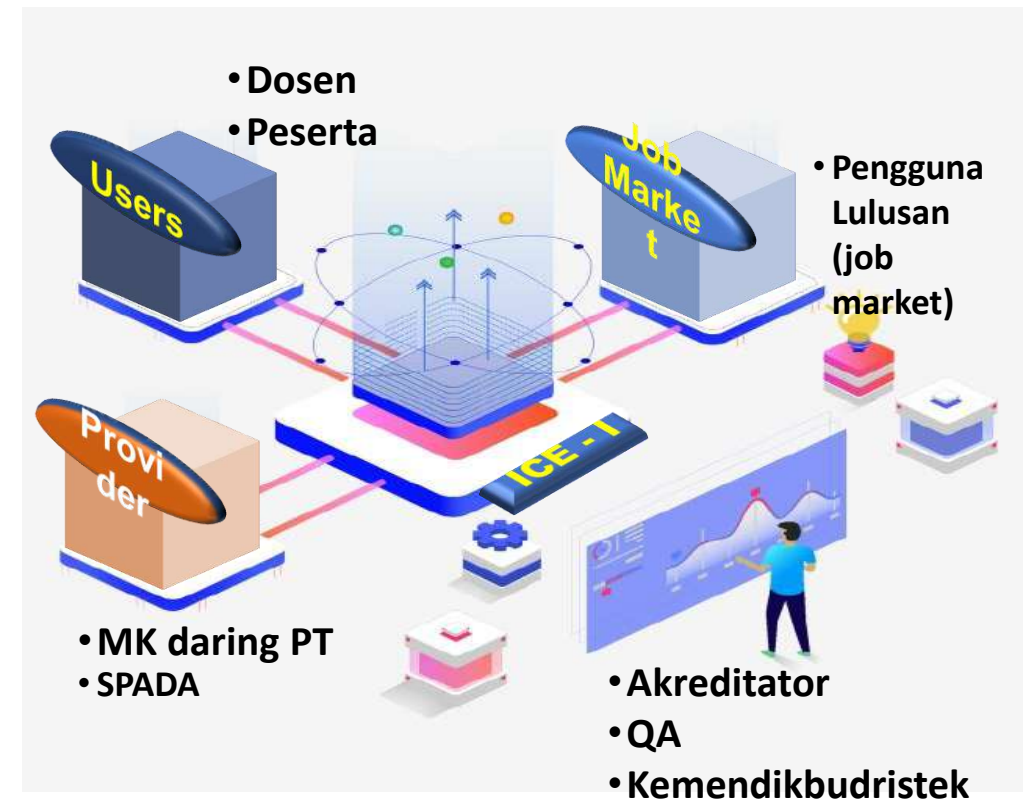 • Dosen
• Peserta
Users
Job
Marke
t
• Pengguna
Lulusan
(job
market)
Provi
der
ICE - I
• MK daring PT
• SPADA
• Akreditator
• QA
• Kemendikbudristek